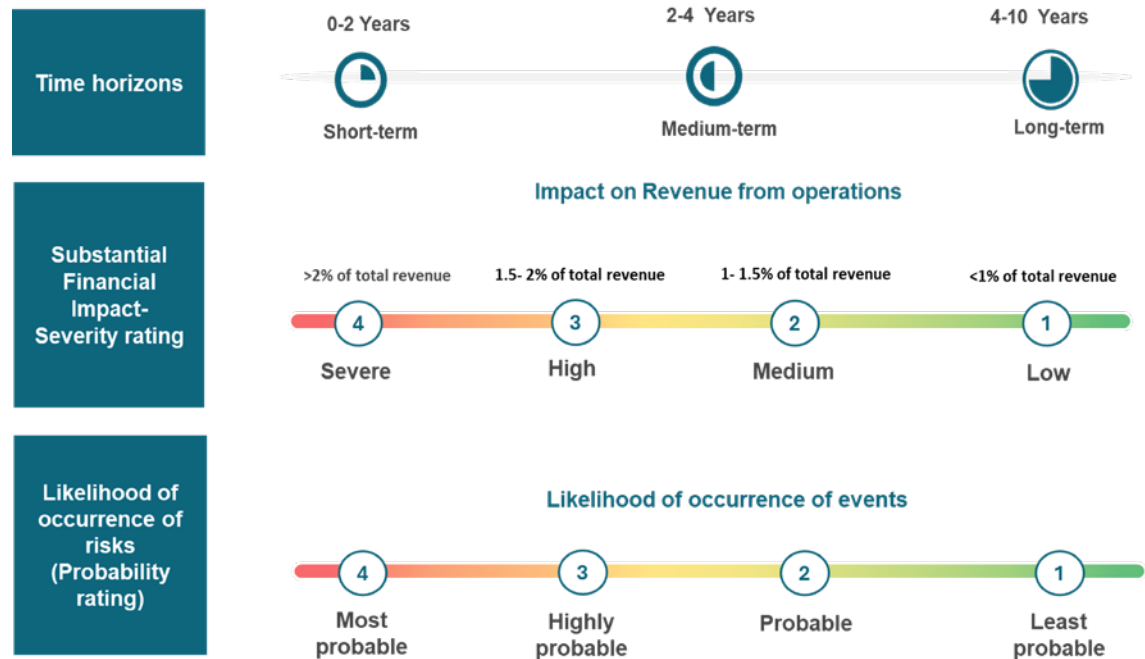 Time horizons
0-2 Years
2-4 Years
4-10 Years
Short-term
Medium-term
Long-term
Substantial
Financial
Impact-
Severity rating
Impact on Revenue from operations
>2% of total revenue
1.5- 2% of total revenue
1- 1.5% of total revenue
<1% of total revenue
4
3
2
1
Severe
High
Medium
Low
Likelihood of
occurrence of
risks
(Probability
rating)
Likelihood of occurrence of events
4
3
2
1
Most
probable
Highly
probable
Probable
Least
probable